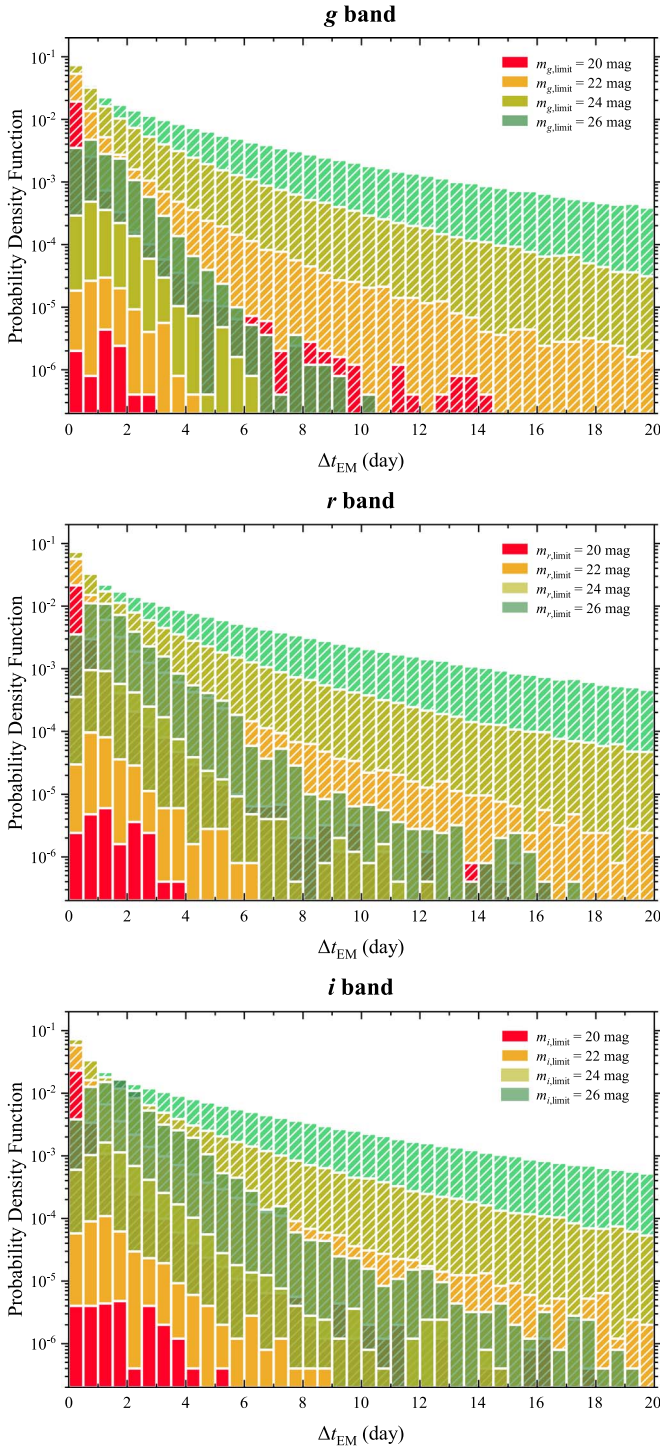 g band
10⁻¹
10⁻²
10⁻³
10⁻⁴
10⁻⁵
10⁻⁶
Probability Density Function
m_g,limit = 20 mag
m_g,limit = 22 mag
m_g,limit = 24 mag
m_g,limit = 26 mag
0 2 4 6 8 10 12 14 16 18 20
Δt_EM (day)
r band
10⁻¹
10⁻²
10⁻³
10⁻⁴
10⁻⁵
10⁻⁶
Probability Density Function
m_r,limit = 20 mag
m_r,limit = 22 mag
m_r,limit = 24 mag
m_r,limit = 26 mag
0 2 4 6 8 10 12 14 16 18 20
Δt_EM (day)
i band
10⁻¹
10⁻²
10⁻³
10⁻⁴
10⁻⁵
10⁻⁶
Probability Density Function
m_i,limit = 20 mag
m_i,limit = 22 mag
m_i,limit = 24 mag
m_i,limit = 26 mag
0 2 4 6 8 10 12 14 16 18 20
Δt_EM (day)